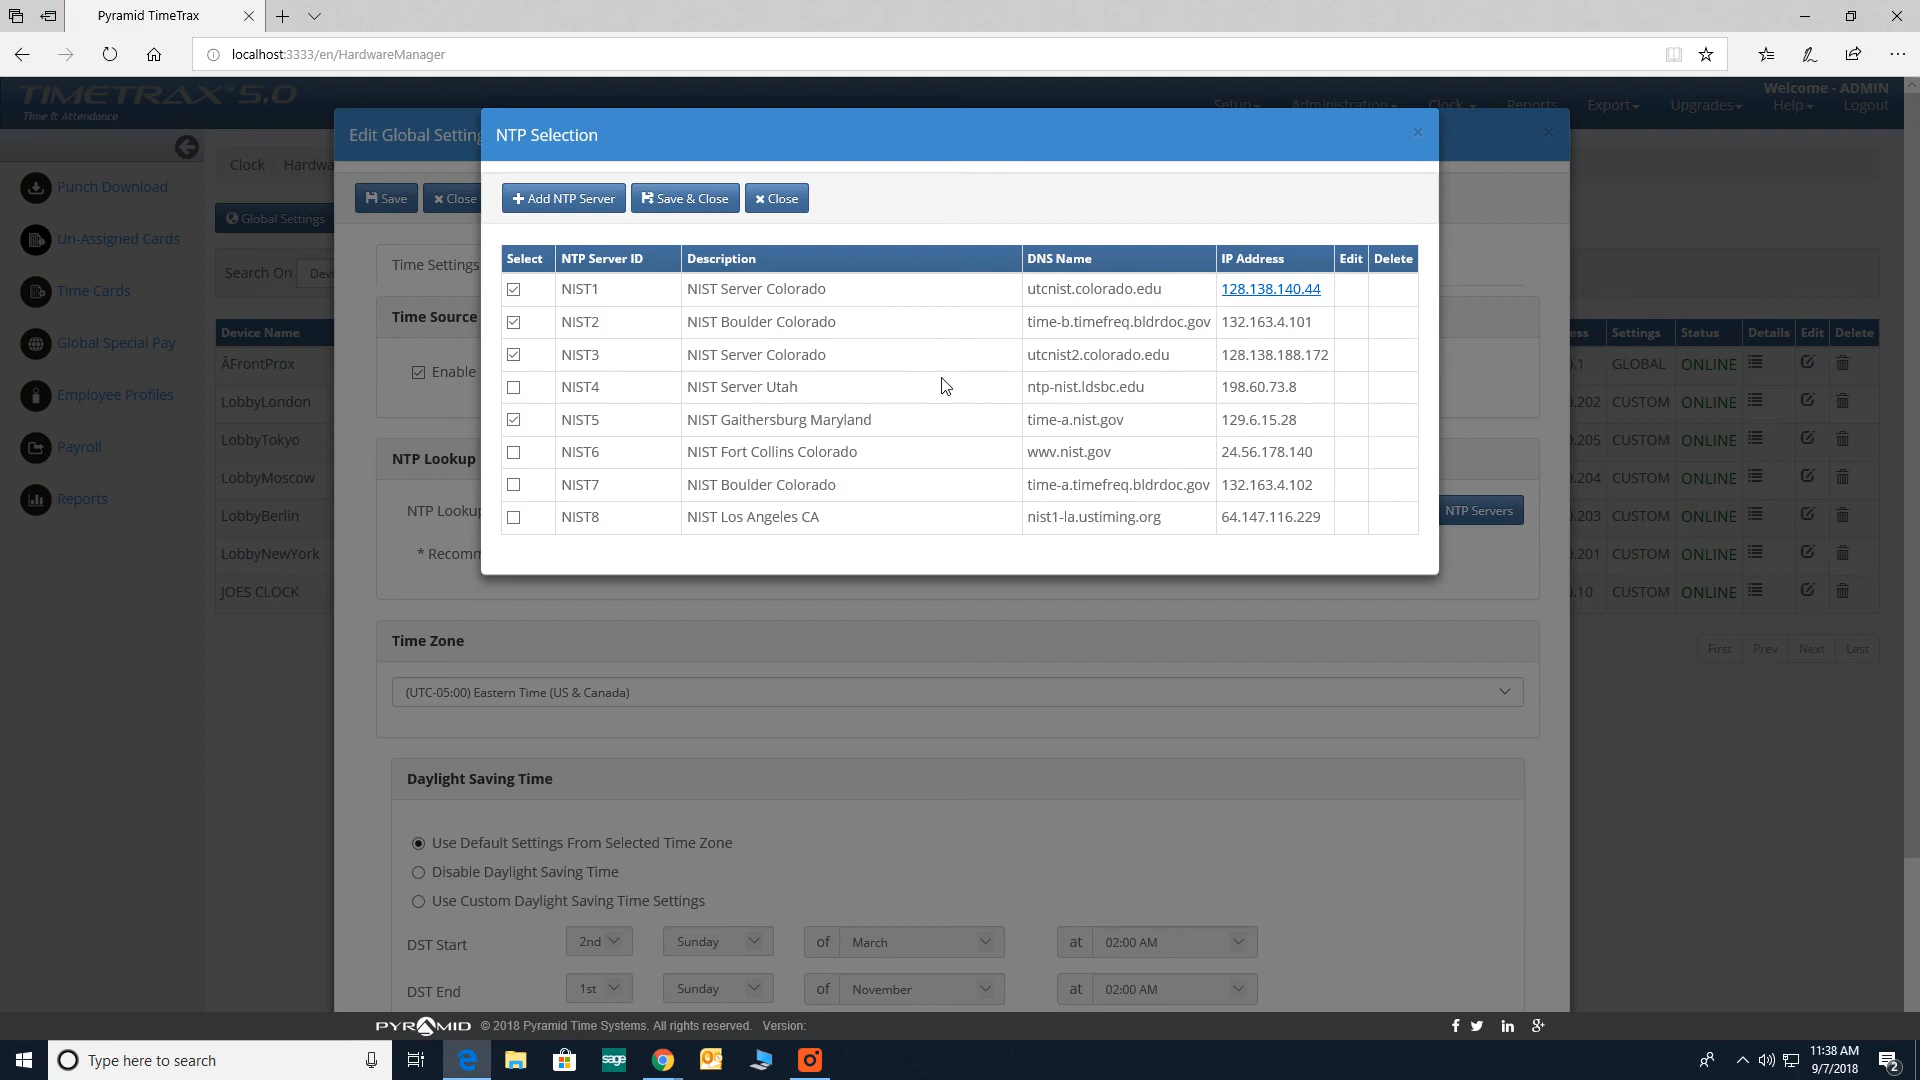 Pyramid TimeTrax
localhost:3333/en/HardwareManager
TIMETRAX™ 5.0
Time & Attendance
Welcome - ADMIN
Setup Administration Clock Reports Export Upgrades Help Logout
Edit Global Setting
NTP Selection
Punch Download
Un-Assigned Cards
Time Cards
Global Special Pay
Employee Profiles
Payroll
Reports
Clock / Hardwa
Global Settings
Search On Devi
Save Close
Add NTP Server Save & Close Close
Time Settings
Time Source
Enable
NTP Lookup
NTP Lookup NTP Servers
* Recomm
Select NTP Server ID Description DNS Name IP Address Edit Delete
NIST1 NIST Server Colorado utcnist.colorado.edu 128.138.140.44
NIST2 NIST Boulder Colorado time-b.timefreq.bldrdoc.gov 132.163.4.101
NIST3 NIST Server Colorado utcnist2.colorado.edu 128.138.188.172
NIST4 NIST Server Utah ntp-nist.ldsbc.edu 198.60.73.8
NIST5 NIST Gaithersburg Maryland time-a.nist.gov 129.6.15.28
NIST6 NIST Fort Collins Colorado wwv.nist.gov 24.56.178.140
NIST7 NIST Boulder Colorado time-a.timefreq.bldrdoc.gov 132.163.4.102
NIST8 NIST Los Angeles CA nist1-la.ustiming.org 64.147.116.229
Device Name ess Settings Status Details Edit Delete
ÂFrontProx .1 GLOBAL ONLINE
LobbyLondon .202 CUSTOM ONLINE
LobbyTokyo .205 CUSTOM ONLINE
LobbyMoscow .204 CUSTOM ONLINE
LobbyBerlin .203 CUSTOM ONLINE
LobbyNewYork .201 CUSTOM ONLINE
JOES CLOCK .10 CUSTOM ONLINE
First Prev Next Last
Time Zone
(UTC-05:00) Eastern Time (US & Canada)
Daylight Saving Time
Use Default Settings From Selected Time Zone
Disable Daylight Saving Time
Use Custom Daylight Saving Time Settings
DST Start 2nd Sunday of March at 02:00 AM
DST End 1st Sunday of November at 02:00 AM
PYRAMID © 2018 Pyramid Time Systems. All rights reserved. Version:
Type here to search
sage
11:38 AM
9/7/2018
2